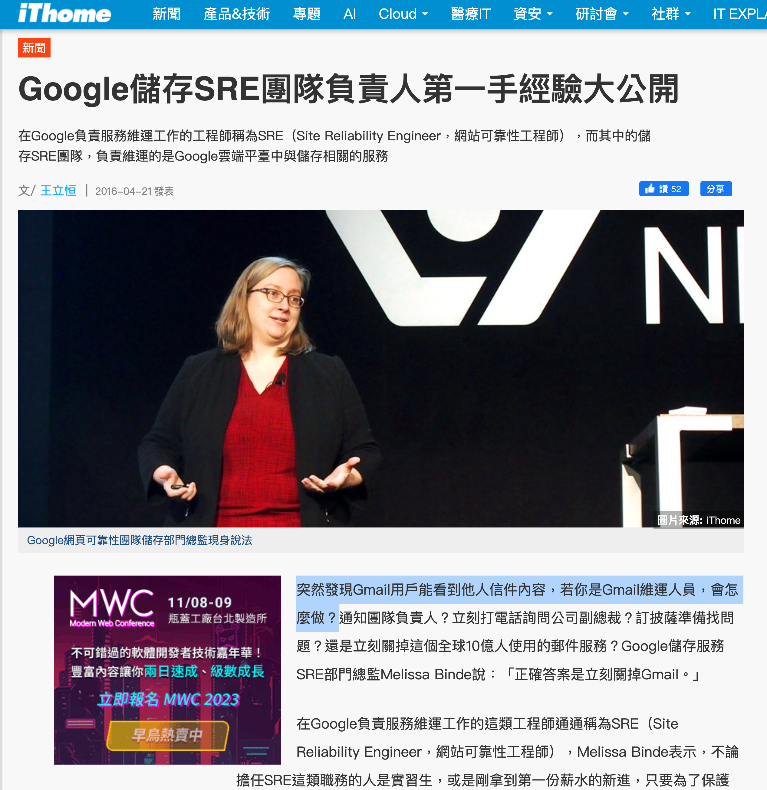 iThome
新聞 產品&技術 專題 AI Cloud 醫療IT 資安 研討會 社群 IT EXPLA
新聞
Google儲存SRE團隊負責人第一手經驗大公開
在Google負責服務維運工作的工程師稱為SRE（Site Reliability Engineer，網站可靠性工程師），而其中的儲
存SRE團隊，負責維運的是Google雲端平臺中與儲存相關的服務
文/ 王立恒 | 2016-04-21 發表
讚 52 分享
NE
圖片來源: iThome
Google網頁可靠性團隊儲存部門總監現身說法
MWC
Modern Web Conference
11/08-09
瓶蓋工廠台北製造所
不可錯過的軟體開發者技術嘉年華！
豐富內容讓你兩日速成、級數成長
立即報名 MWC 2023
早鳥熱賣中
突然發現Gmail用戶能看到他人信件內容，若你是Gmail維運人員，會怎
麼做？通知團隊負責人？立刻打電話詢問公司副總裁？訂披薩準備找問
題？還是立刻關掉這個全球10億人使用的郵件服務？Google儲存服務
SRE部門總監Melissa Binde說：「正確答案是立刻關掉Gmail。」
在Google負責服務維運工作的這類工程師通通稱為SRE（Site
Reliability Engineer，網站可靠性工程師），Melissa Binde表示，不論
擔任SRE這類職務的人是實習生，或是剛拿到第一份薪水的新進，只要為了保護